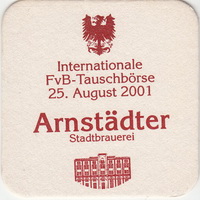 Internationale
FvB-Tauschbörse
25. August 2001
Arnstädter
Stadtbrauerei